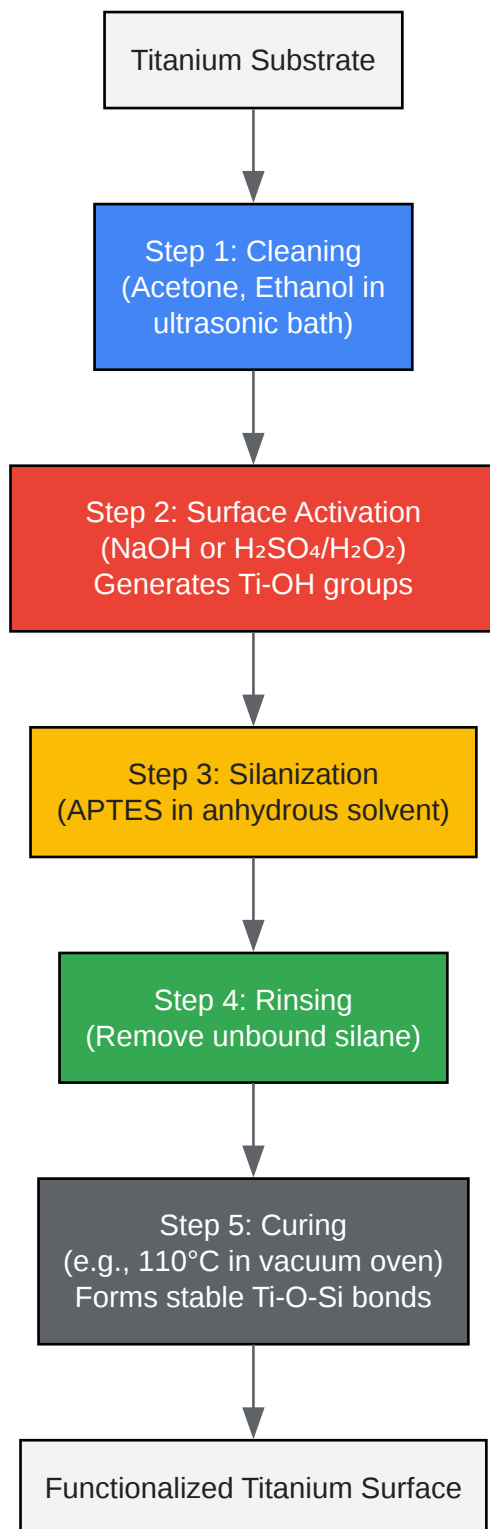 Titanium Substrate
Step 1: Cleaning
(Acetone, Ethanol in
ultrasonic bath)
Step 2: Surface Activation
(NaOH or H₂SO₄/H₂O₂)
Generates Ti-OH groups
Step 3: Silanization
(APTES in anhydrous solvent)
Step 4: Rinsing
(Remove unbound silane)
Step 5: Curing
(e.g., 110°C in vacuum oven)
Forms stable Ti-O-Si bonds
Functionalized Titanium Surface